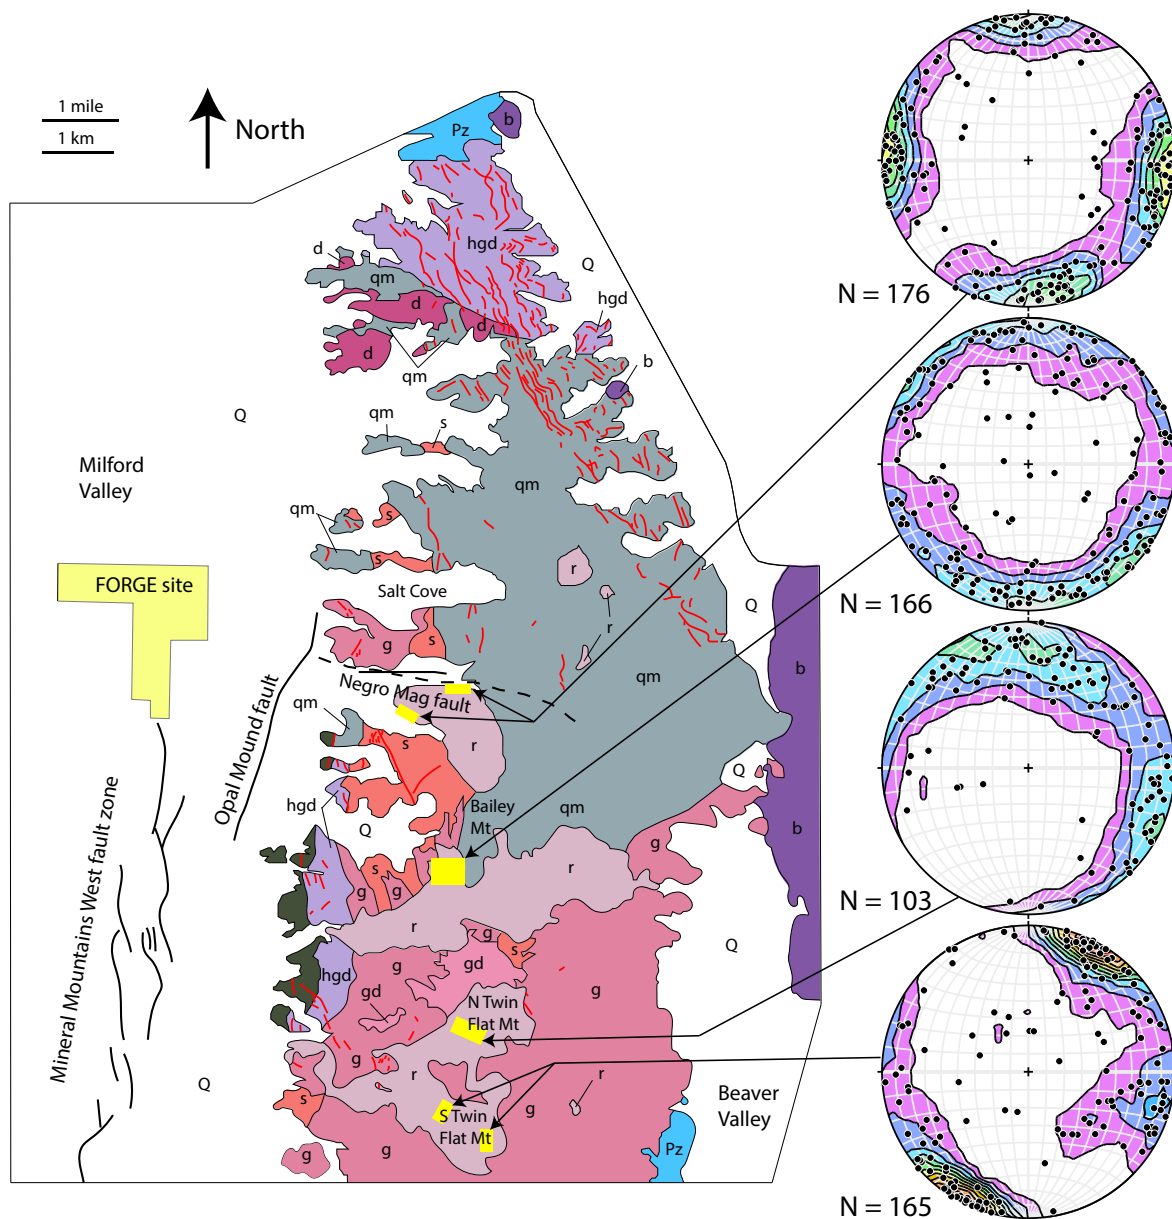 1 mile
1 km
North
Pz
b
hgd
Q
d
qm
d
d
d
qm
hgd
b
Q
qm
s
Milford
Valley
qm
qm
s
s
r
FORGE site
Salt Cove
r
Q
g
s
b
Negro Mag fault
qm
qm
s
r
Opal Mound fault
Q
hgd
Bailey
Mt
qm
Q
b
g
s
g
r
g
Mineral Mountains West fault zone
r
g
s
gd
Q
hgd
g
gd
N Twin
Flat Mt
g
g
r
r
Q
s
S Twin
Flat Mt
g
Beaver
Valley
g
g
Pz
N = 176
N = 166
N = 103
N = 165